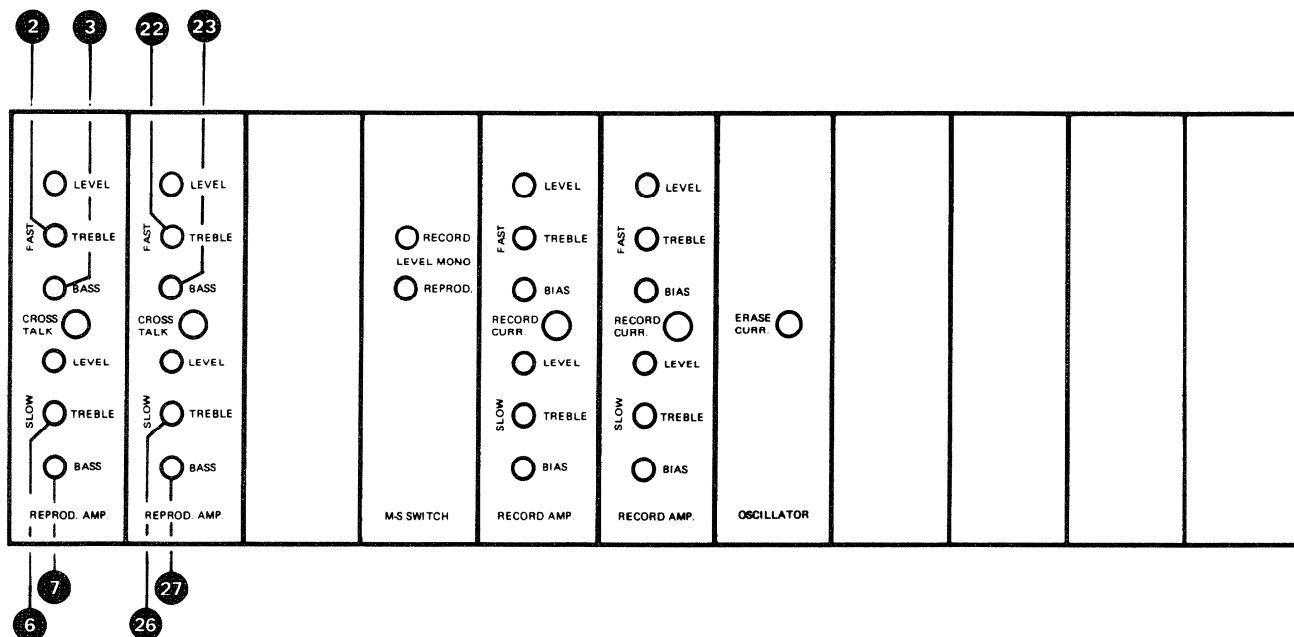 2 3 22 23
LEVEL
FAST
TREBLE
BASS
CROSS
TALK
LEVEL
SLOW
TREBLE
BASS
REPROD. AMP.
LEVEL
FAST
TREBLE
BASS
CROSS
TALK
LEVEL
SLOW
TREBLE
BASS
REPROD. AMP.
RECORD
LEVEL MONO
REPROD.
M-S SWITCH
LEVEL
FAST
TREBLE
BIAS
RECORD
CURR.
LEVEL
SLOW
TREBLE
BIAS
RECORD AMP.
LEVEL
FAST
TREBLE
BIAS
RECORD
CURR.
LEVEL
SLOW
TREBLE
BIAS
RECORD AMP.
ERASE
CURR.
OSCILLATOR
7 27
6 26